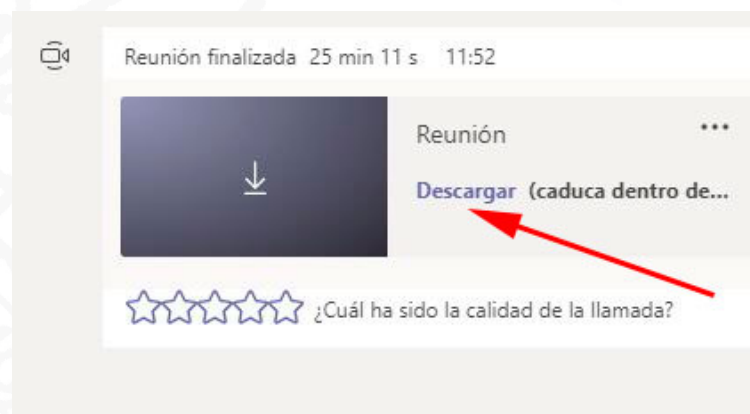 Reunión finalizada 25 min 11 s 11:52
Reunión
Descargar (caduca dentro de...
¿Cuál ha sido la calidad de la llamada?